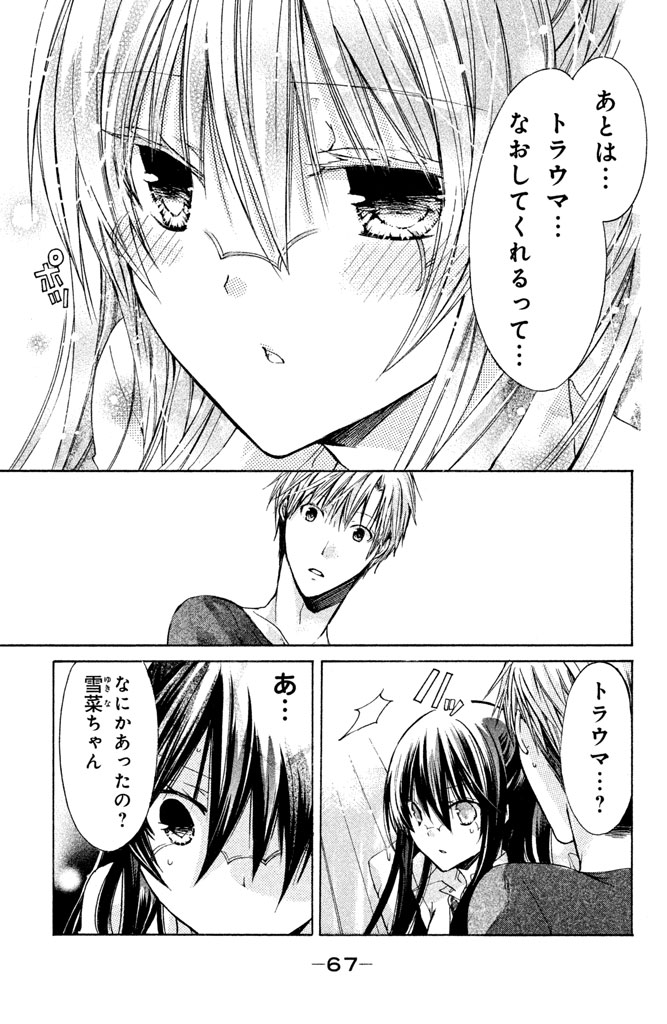 あとは…
トラウマ…
なおしてくれるって…
ポッ
トラウマ…？
バッ
あ…
なにかあったの？
雪菜ちゃん
ゆきな
－67－